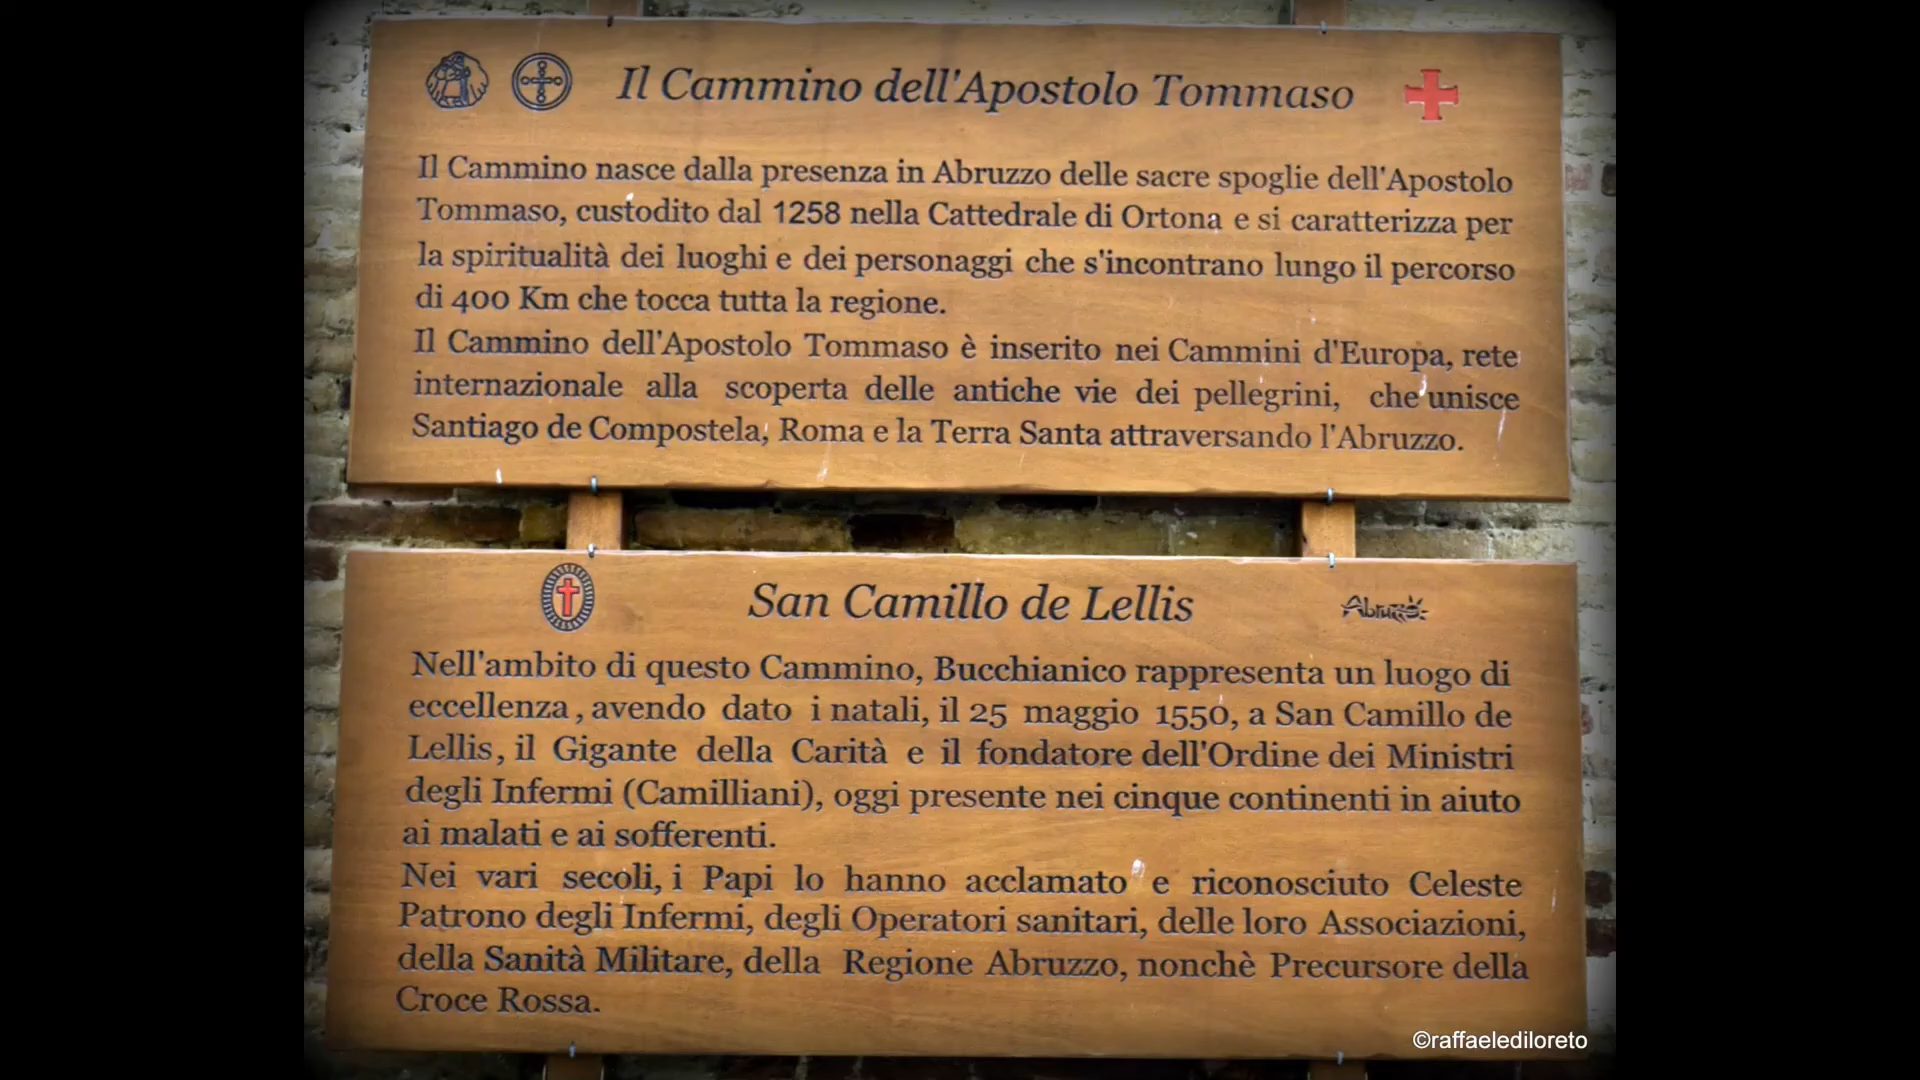 Il Cammino dell'Apostolo Tommaso
Il Cammino nasce dalla presenza in Abruzzo delle sacre spoglie dell'Apostolo
Tommaso, custodito dal 1258 nella Cattedrale di Ortona e si caratterizza per
la spiritualità dei luoghi e dei personaggi che s'incontrano lungo il percorso
di 400 Km che tocca tutta la regione.
Il Cammino dell'Apostolo Tommaso è inserito nei Cammini d'Europa, rete
internazionale alla scoperta delle antiche vie dei pellegrini, che unisce
Santiago de Compostela, Roma e la Terra Santa attraversando l'Abruzzo.
San Camillo de Lellis
Abruzzo
Nell'ambito di questo Cammino, Bucchianico rappresenta un luogo di
eccellenza, avendo dato i natali, il 25 maggio 1550, a San Camillo de
Lellis, il Gigante della Carità e il fondatore dell'Ordine dei Ministri
degli Infermi (Camilliani), oggi presente nei cinque continenti in aiuto
ai malati e ai sofferenti.
Nei vari secoli, i Papi lo hanno acclamato e riconosciuto Celeste
Patrono degli Infermi, degli Operatori sanitari, delle loro Associazioni,
della Sanità Militare, della Regione Abruzzo, nonchè Precursore della
Croce Rossa.
©raffaelediloreto